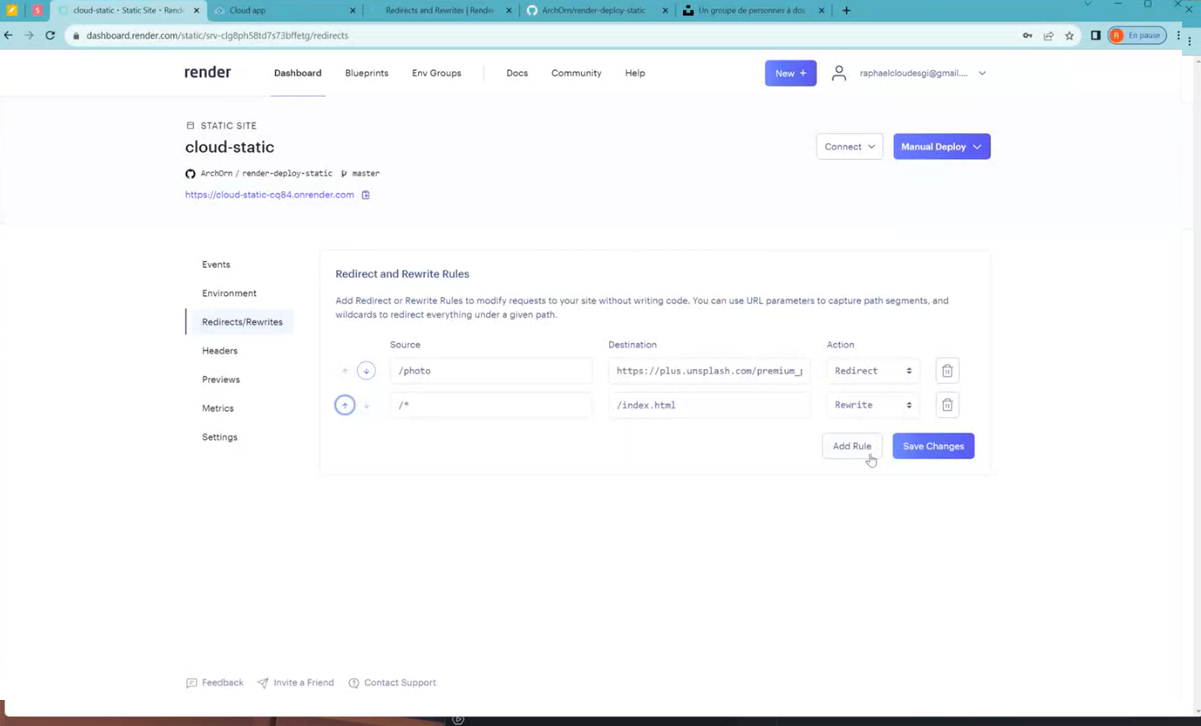 cloud-static · Static Site · Rend
Cloud app
Redirects and Rewrites | Render
ArchOrn/render-deploy-static
Un groupe de personnes à dos
dashboard.render.com/static/srv-clg8ph58td7s73bffetg/redirects
R
En pause
render
Dashboard
Blueprints
Env Groups
Docs
Community
Help
New +
raphaelcloudesgi@gmail....
STATIC SITE
cloud-static
Connect
Manual Deploy
ArchOrn / render-deploy-static
master
https://cloud-static-cq84.onrender.com
Events
Environment
Redirects/Rewrites
Headers
Previews
Metrics
Settings
Redirect and Rewrite Rules
Add Redirect or Rewrite Rules to modify requests to your site without writing code. You can use URL parameters to capture path segments, and
wildcards to redirect everything under a given path.
Source
Destination
Action
/photo
https://plus.unsplash.com/premium_p
Redirect
/*
/index.html
Rewrite
Add Rule
Save Changes
Feedback
Invite a Friend
Contact Support